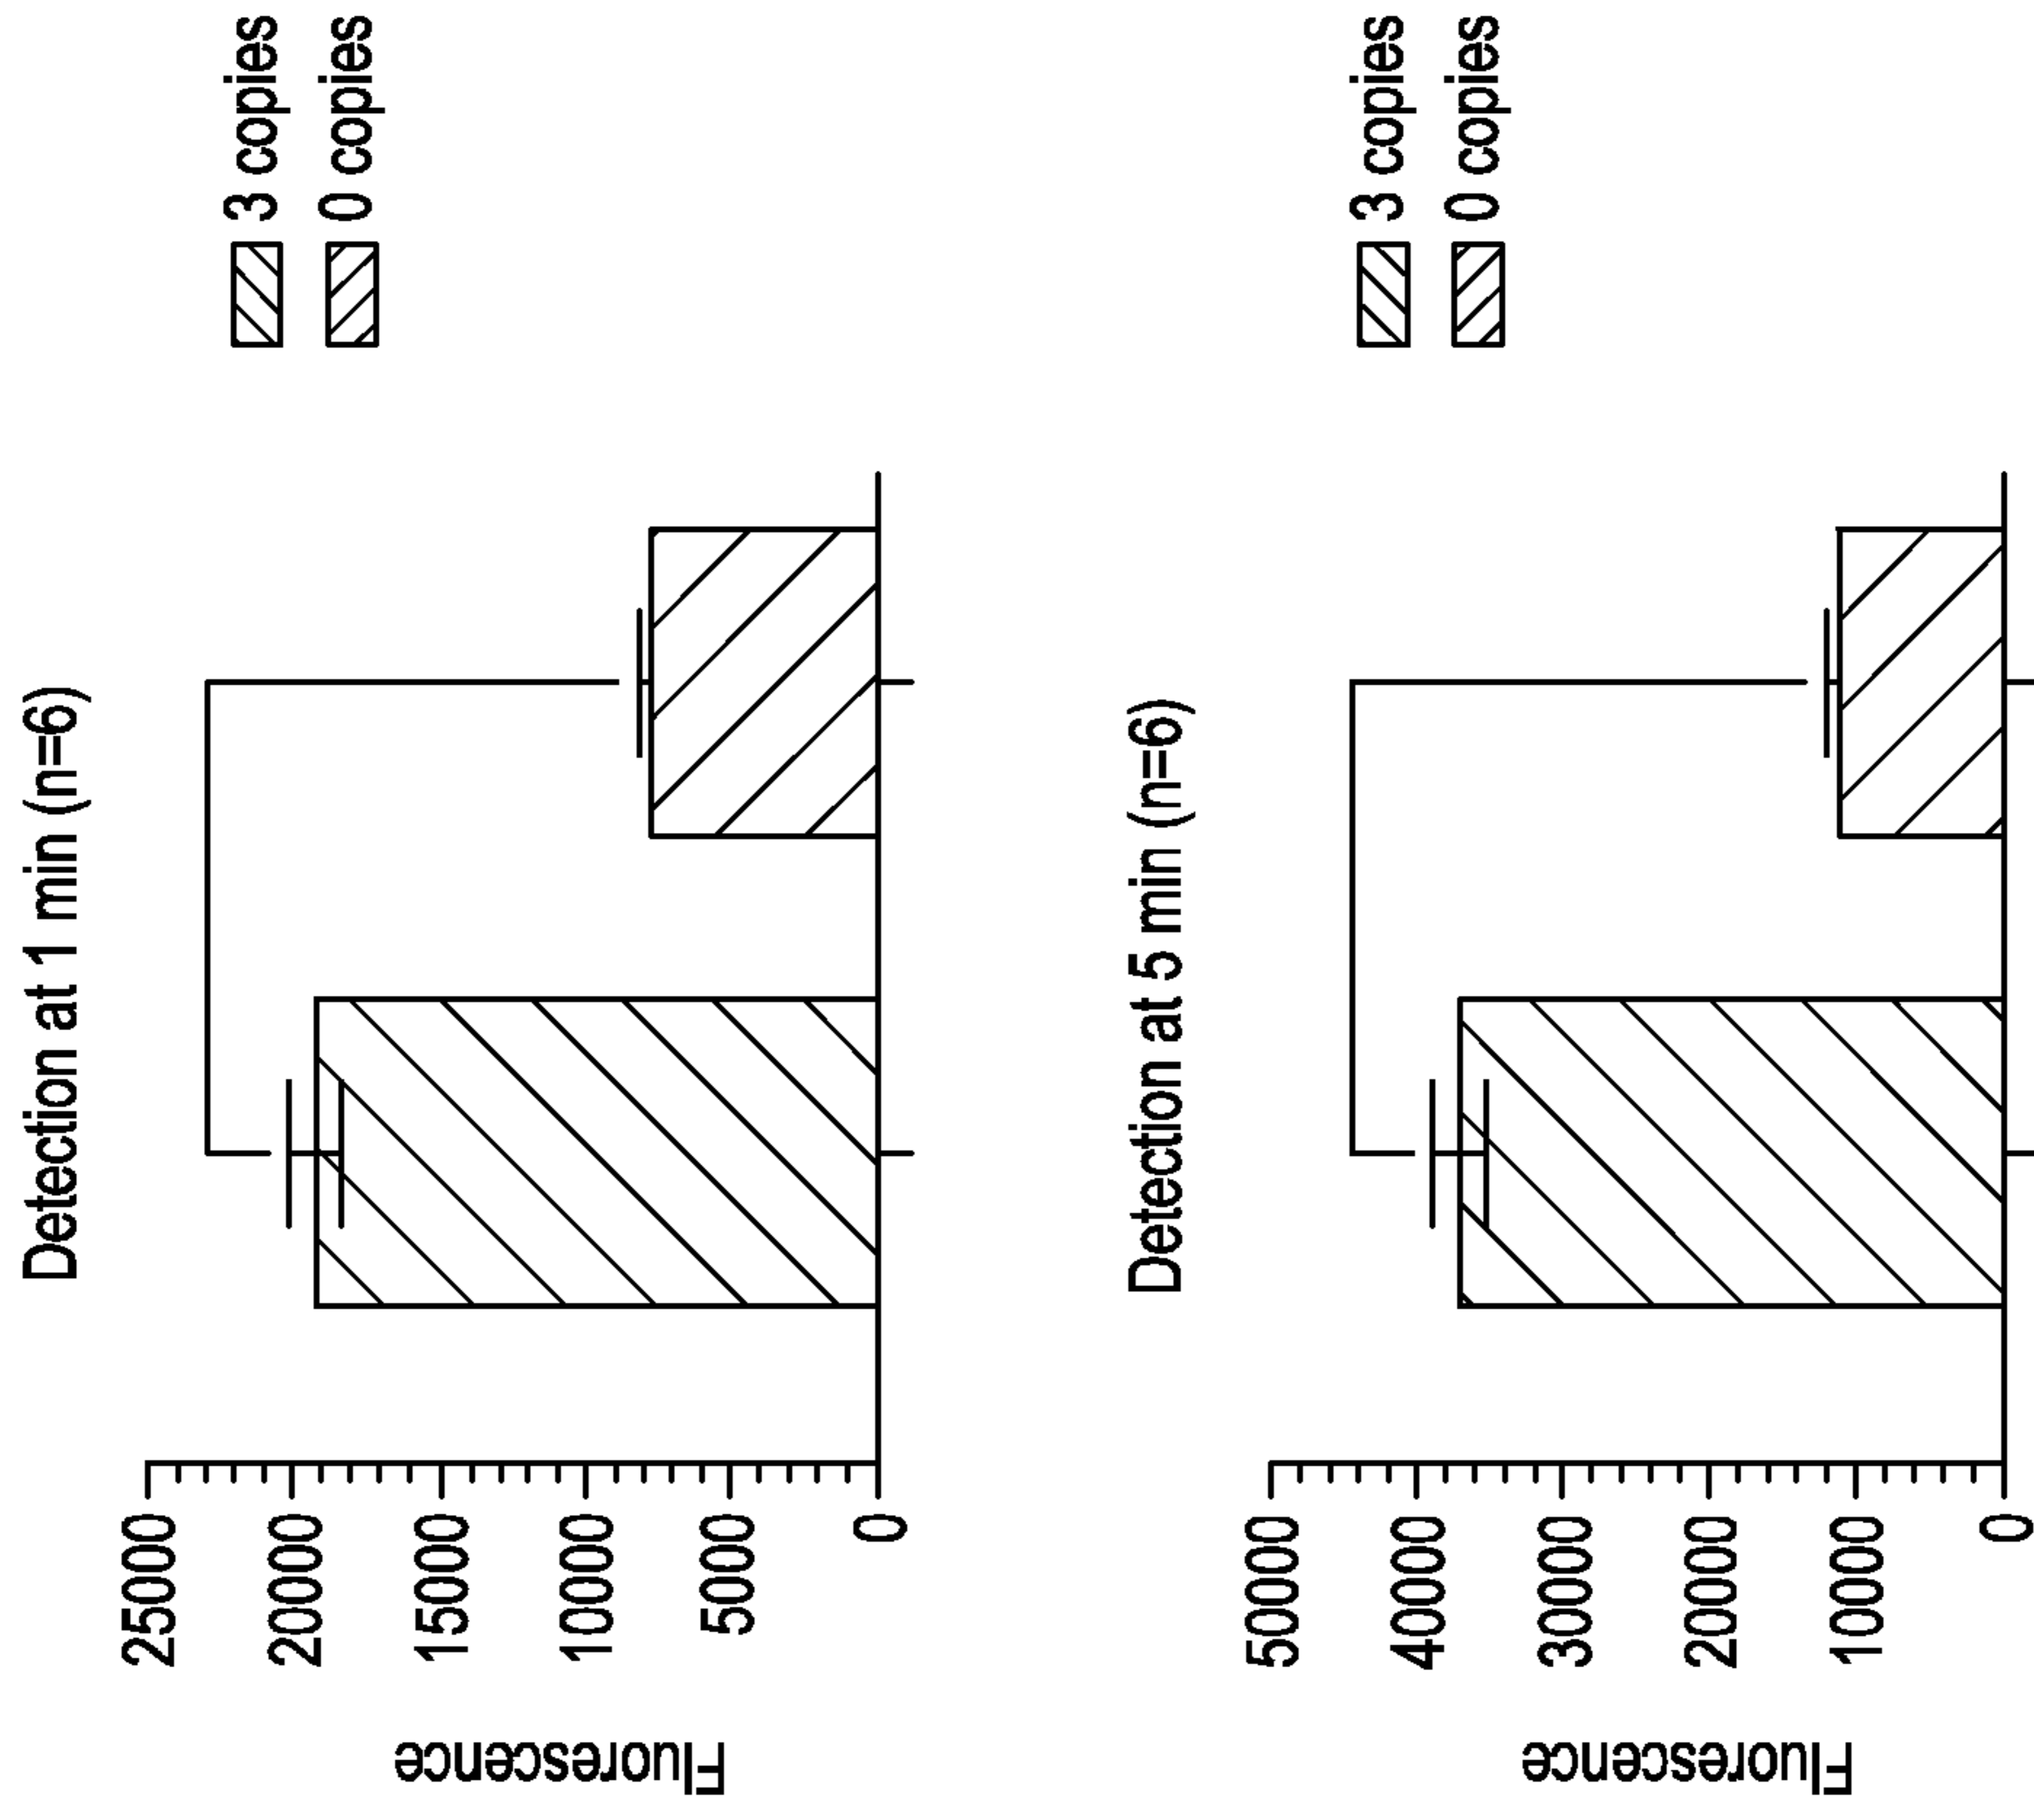 Detection at 1 min (n=6)
Fluorescence
25000
20000
15000
10000
5000
0
3 copies
0 copies
Detection at 5 min (n=6)
Fluorescence
50000
40000
30000
20000
10000
0
3 copies
0 copies